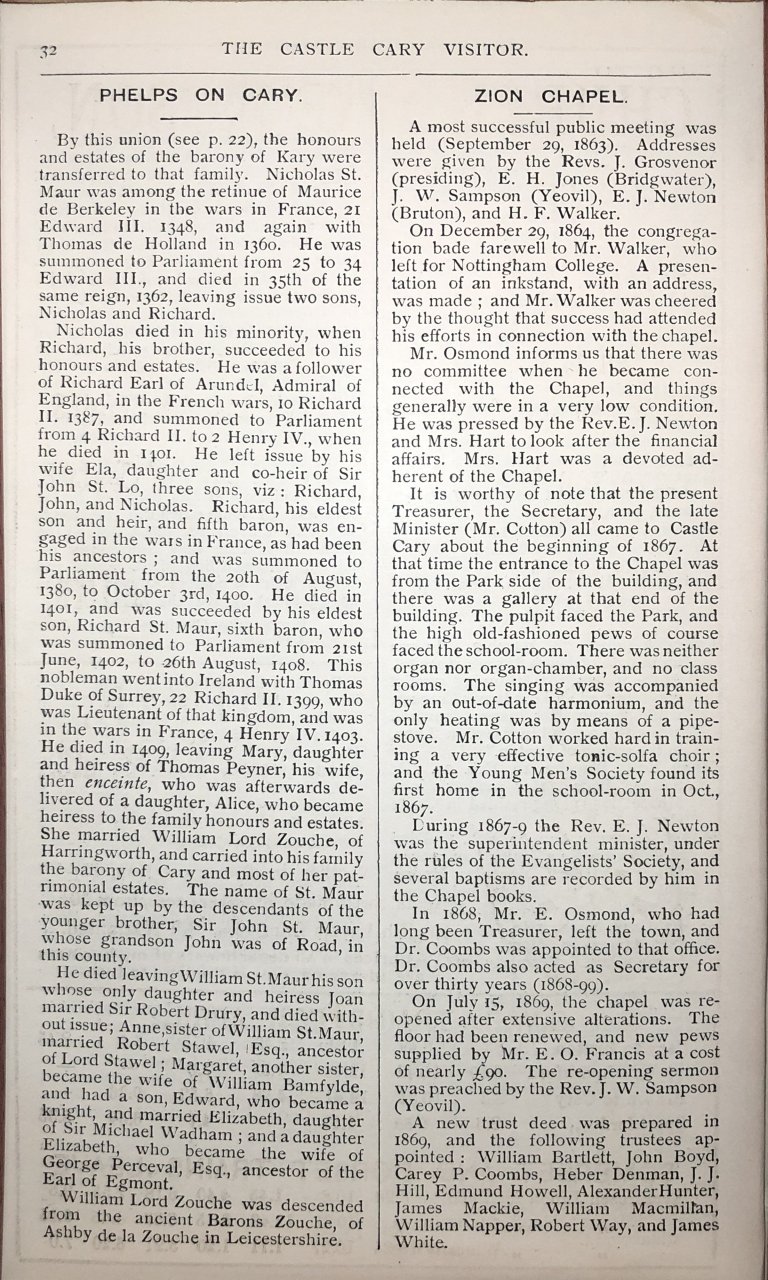 32
THE CASTLE CARY VISITOR.
PHELPS ON CARY.
By this union (see p. 22), the honours
and estates of the barony of Kary were
transferred to that family. Nicholas St.
Maur was among the retinue of Maurice
de Berkeley in the wars in France, 21
Edward III. 1348, and again with
Thomas de Holland in 1360. He was
summoned to Parliament from 25 to 34
Edward III., and died in 35th of the
same reign, 1362, leaving issue two sons,
Nicholas and Richard.
Nicholas died in his minority, when
Richard, his brother, succeeded to his
honours and estates. He was a follower
of Richard Earl of Arundel, Admiral of
England, in the French wars, 10 Richard
II. 1387, and summoned to Parliament
from 4 Richard II. to 2 Henry IV., when
he died in 1401. He left issue by his
wife Ela, daughter and co-heir of Sir
John St. Lo, three sons, viz : Richard,
John, and Nicholas. Richard, his eldest
son and heir, and fifth baron, was en-
gaged in the wars in France, as had been
his ancestors ; and was summoned to
Parliament from the 20th of August,
1380, to October 3rd, 1400. He died in
1401, and was succeeded by his eldest
son, Richard St. Maur, sixth baron, who
was summoned to Parliament from 21st
June, 1402, to 26th August, 1408. This
nobleman went into Ireland with Thomas
Duke of Surrey, 22 Richard II. 1399, who
was Lieutenant of that kingdom, and was
in the wars in France, 4 Henry IV. 1403.
He died in 1409, leaving Mary, daughter
and heiress of Thomas Peyner, his wife,
then enceinte, who was afterwards de-
livered of a daughter, Alice, who became
heiress to the family honours and estates.
She married William Lord Zouche, of
Harringworth, and carried into his family
the barony of Cary and most of her pat-
rimonial estates. The name of St. Maur
was kept up by the descendants of the
younger brother, Sir John St. Maur,
whose grandson John was of Road, in
this county.
He died leaving William St. Maur his son
whose only daughter and heiress Joan
married Sir Robert Drury, and died with-
out issue; Anne, sister of William St. Maur,
married Robert Stawel, Esq., ancestor
of Lord Stawel ; Margaret, another sister,
became the wife of William Bamfylde,
and had a son, Edward, who became a
knight, and married Elizabeth, daughter
of Sir Michael Wadham ; and a daughter
Elizabeth, who became the wife of
George Perceval, Esq., ancestor of the
Earl of Egmont.
William Lord Zouche was descended
from the ancient Barons Zouche, of
Ashby de la Zouche in Leicestershire.
ZION CHAPEL.
A most successful public meeting was
held (September 29, 1863). Addresses
were given by the Revs. J. Grosvenor
(presiding), E. H. Jones (Bridgwater),
J. W. Sampson (Yeovil), E. J. Newton
(Bruton), and H. F. Walker.
On December 29, 1864, the congrega-
tion bade farewell to Mr. Walker, who
left for Nottingham College. A presen-
tation of an inkstand, with an address,
was made ; and Mr. Walker was cheered
by the thought that success had attended
his efforts in connection with the chapel.
Mr. Osmond informs us that there was
no committee when he became con-
nected with the Chapel, and things
generally were in a very low condition.
He was pressed by the Rev. E. J. Newton
and Mrs. Hart to look after the financial
affairs. Mrs. Hart was a devoted ad-
herent of the Chapel.
It is worthy of note that the present
Treasurer, the Secretary, and the late
Minister (Mr. Cotton) all came to Castle
Cary about the beginning of 1867. At
that time the entrance to the Chapel was
from the Park side of the building, and
there was a gallery at that end of the
building. The pulpit faced the Park, and
the high old-fashioned pews of course
faced the school-room. There was neither
organ nor organ-chamber, and no class
rooms. The singing was accompanied
by an out-of-date harmonium, and the
only heating was by means of a pipe-
stove. Mr. Cotton worked hard in train-
ing a very effective tonic-solfa choir ;
and the Young Men's Society found its
first home in the school-room in Oct.,
1867.
During 1867-9 the Rev. E. J. Newton
was the superintendent minister, under
the rules of the Evangelists' Society, and
several baptisms are recorded by him in
the Chapel books.
In 1868, Mr. E. Osmond, who had
long been Treasurer, left the town, and
Dr. Coombs was appointed to that office.
Dr. Coombs also acted as Secretary for
over thirty years (1868-99).
On July 15, 1869, the chapel was re-
opened after extensive alterations. The
floor had been renewed, and new pews
supplied by Mr. E. O. Francis at a cost
of nearly £90. The re-opening sermon
was preached by the Rev. J. W. Sampson
(Yeovil).
A new trust deed was prepared in
1869, and the following trustees ap-
pointed : William Bartlett, John Boyd,
Carey P. Coombs, Heber Denman, J. J.
Hill, Edmund Howell, Alexander Hunter,
James Mackie, William Macmillan,
William Napper, Robert Way, and James
White.